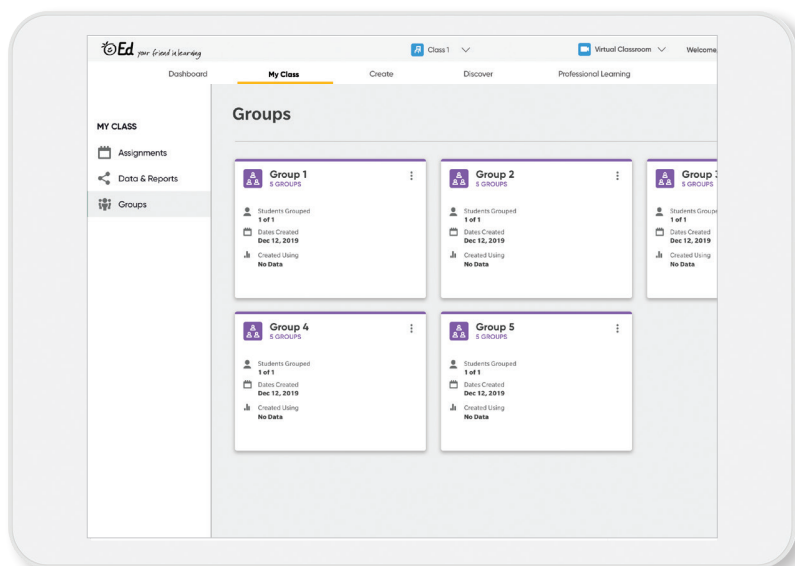 Ed your friend in learning
Class 1
Virtual Classroom
Welcome,
Dashboard
My Class
Create
Discover
Professional Learning
MY CLASS
Assignments
Data & Reports
Groups
Groups
Group 1
5 GROUPS
Students Grouped
1 of 1
Dates Created
Dec 12, 2019
Created Using
No Data
Group 2
5 GROUPS
Students Grouped
1 of 1
Dates Created
Dec 12, 2019
Created Using
No Data
Group
5 GROUPS
Students Groupe
1 of 1
Dates Created
Dec 12, 2019
Created Using
No Data
Group 4
5 GROUPS
Students Grouped
1 of 1
Dates Created
Dec 12, 2019
Created Using
No Data
Group 5
5 GROUPS
Students Grouped
1 of 1
Dates Created
Dec 12, 2019
Created Using
No Data